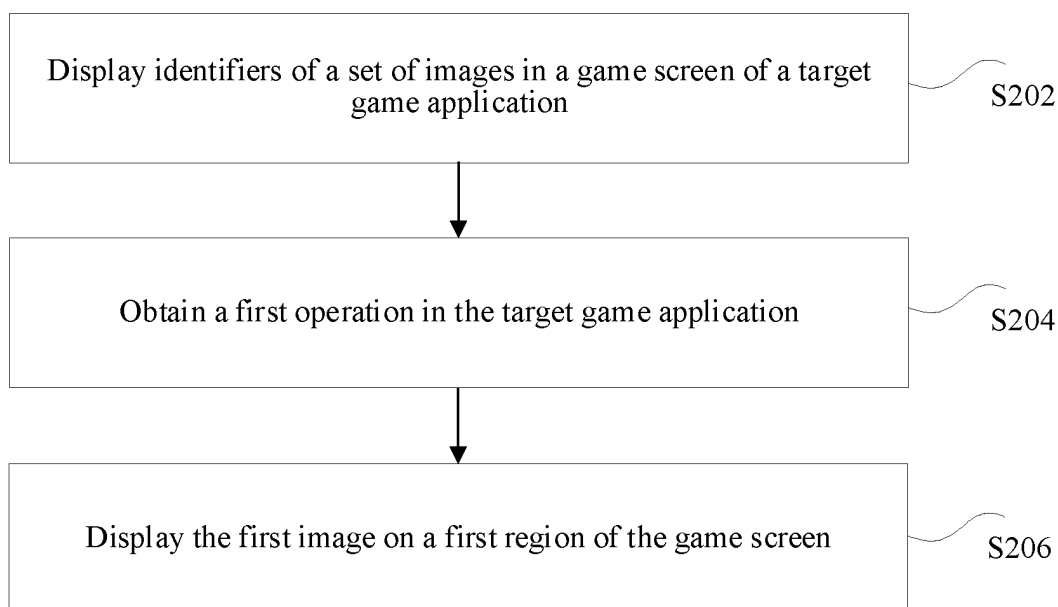 Display identifiers of a set of images in a game screen of a target
game application
S202
Obtain a first operation in the target game application
S204
Display the first image on a first region of the game screen
S206